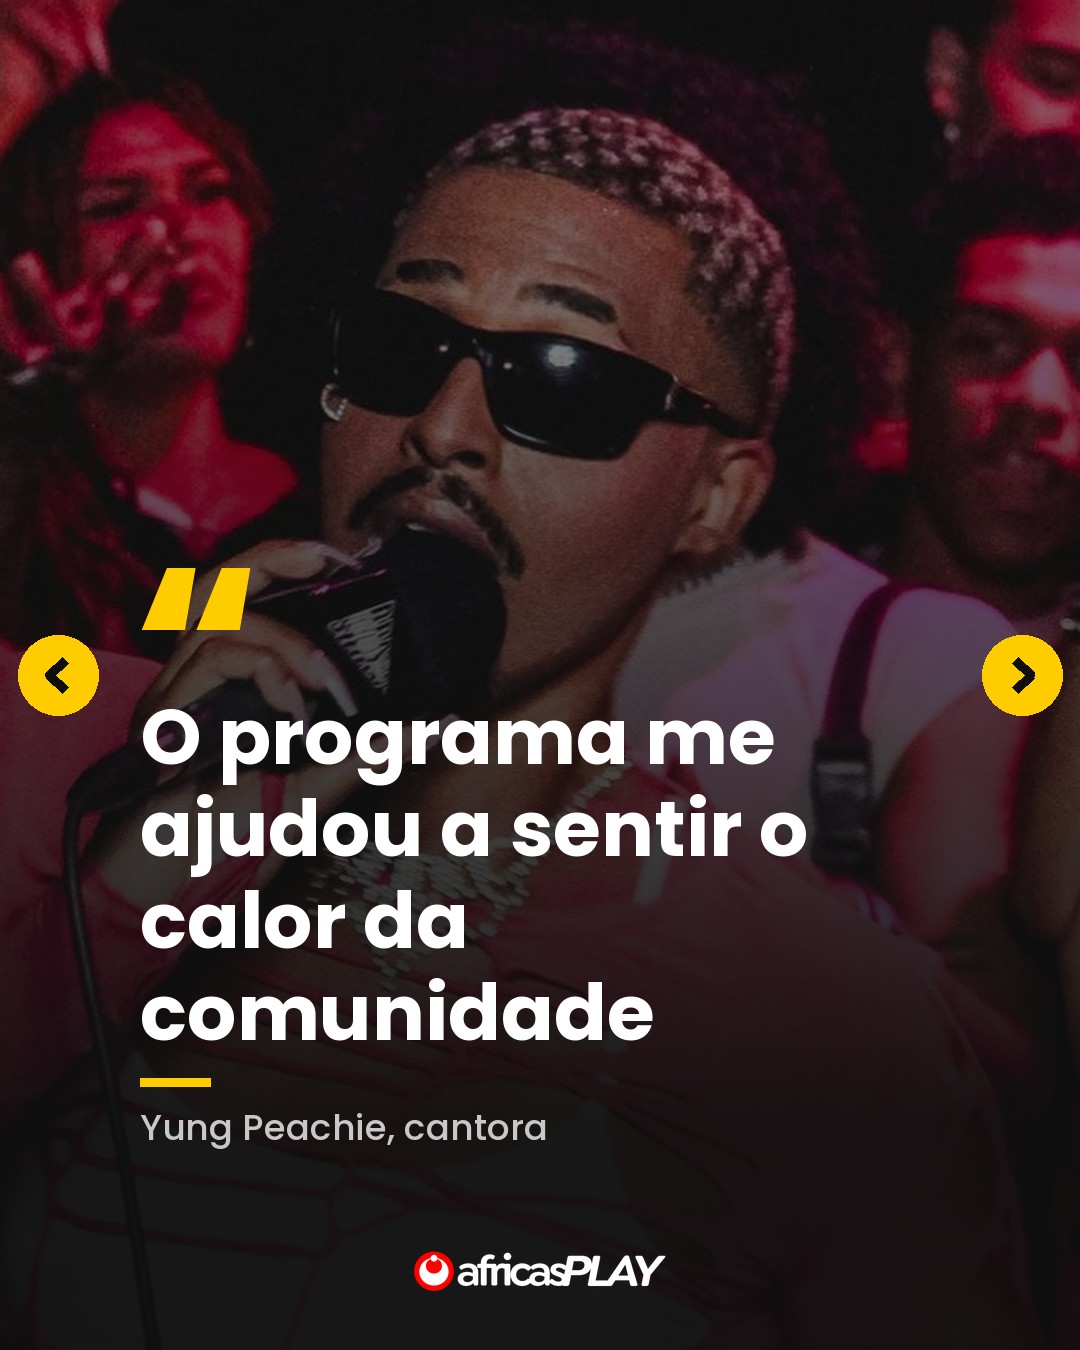 O programa me
ajudou a sentir o
calor da
comunidade
Yung Peachie, cantora
africasPLAY